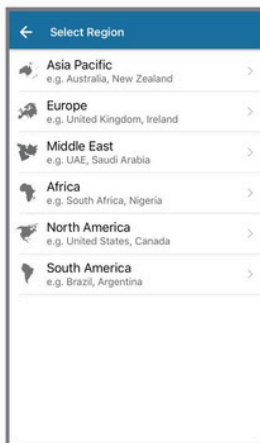 Select Region
Asia Pacific
e.g. Australia, New Zealand
Europe
e.g. United Kingdom, Ireland
Middle East
e.g. UAE, Saudi Arabia
Africa
e.g. South Africa, Nigeria
North America
e.g. United States, Canada
South America
e.g. Brazil, Argentina